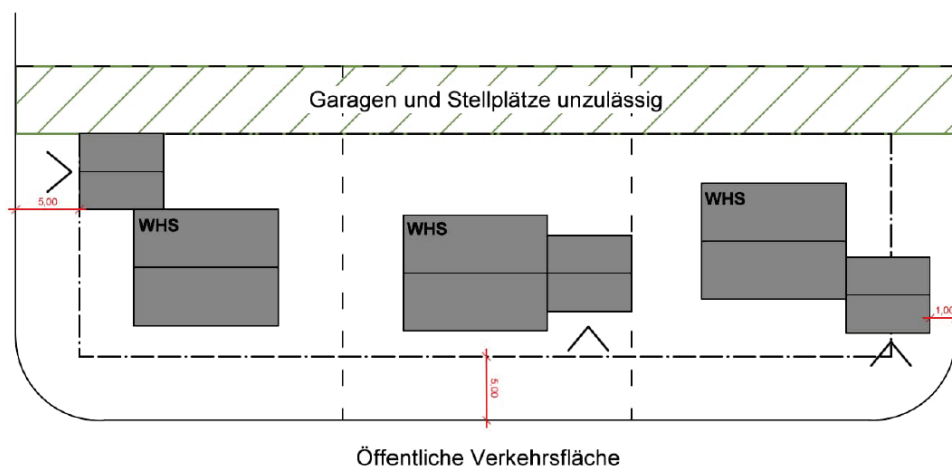 Garagen und Stellplätze unzulässig
5,00
WHS
WHS
WHS
1,00
5,00
Öffentliche Verkehrsfläche